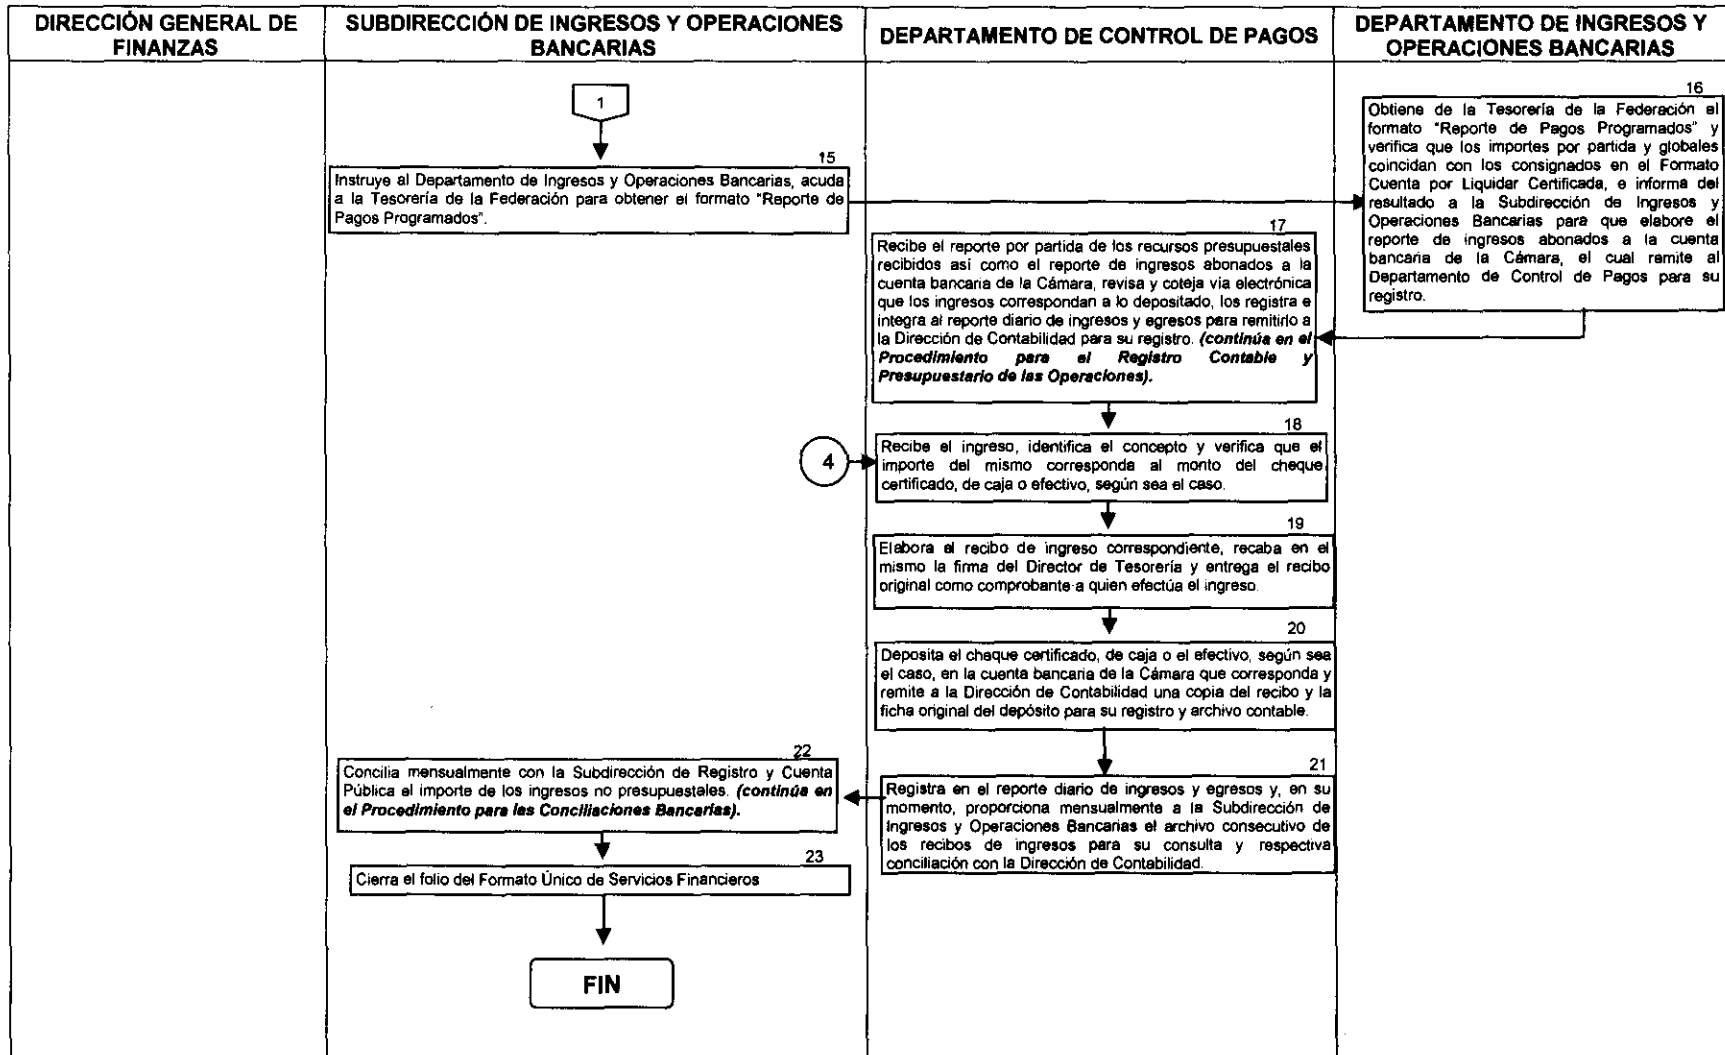 DIRECCIÓN GENERAL DE
FINANZAS
SUBDIRECCIÓN DE INGRESOS Y OPERACIONES
BANCARIAS
DEPARTAMENTO DE CONTROL DE PAGOS
DEPARTAMENTO DE INGRESOS Y
OPERACIONES BANCARIAS
1
15
Instruye al Departamento de Ingresos y Operaciones Bancarias, acuda
a la Tesorería de la Federación para obtener el formato "Reporte de
Pagos Programados".
16
Obtiene de la Tesorería de la Federación el
formato "Reporte de Pagos Programados" y
verifica que los importes por partida y globales
coincidan con los consignados en el Formato
Cuenta por Liquidar Certificada, e informa del
resultado a la Subdirección de Ingresos y
Operaciones Bancarias para que elabore el
reporte de ingresos abonados a la cuenta
bancaria de la Cámara, el cual remite al
Departamento de Control de Pagos para su
registro.
17
Recibe el reporte por partida de los recursos presupuestales
recibidos así como el reporte de ingresos abonados a la
cuenta bancaria de la Cámara, revisa y coteja vía electrónica
que los ingresos correspondan a lo depositado, los registra e
integra al reporte diario de ingresos y egresos para remitirlo a
la Dirección de Contabilidad para su registro. (continúa en el
Procedimiento para el Registro Contable y
Presupuestario de las Operaciones).
18
4
Recibe el ingreso, identifica el concepto y verifica que el
importe del mismo corresponda al monto del cheque
certificado, de caja o efectivo, según sea el caso.
19
Elabora el recibo de ingreso correspondiente, recaba en el
mismo la firma del Director de Tesorería y entrega el recibo
original como comprobante a quien efectúa el ingreso.
20
Deposita el cheque certificado, de caja o el efectivo, según sea
el caso, en la cuenta bancaria de la Cámara que corresponda y
remite a la Dirección de Contabilidad una copia del recibo y la
ficha original del depósito para su registro y archivo contable.
21
Registra en el reporte diario de ingresos y egresos y, en su
momento, proporciona mensualmente a la Subdirección de
Ingresos y Operaciones Bancarias el archivo consecutivo de
los recibos de ingresos para su consulta y respectiva
conciliación con la Dirección de Contabilidad.
22
Concilia mensualmente con la Subdirección de Registro y Cuenta
Pública el importe de los ingresos no presupuestales. (continúa en
el Procedimiento para las Conciliaciones Bancarias).
23
Cierra el folio del Formato Único de Servicios Financieros
FIN